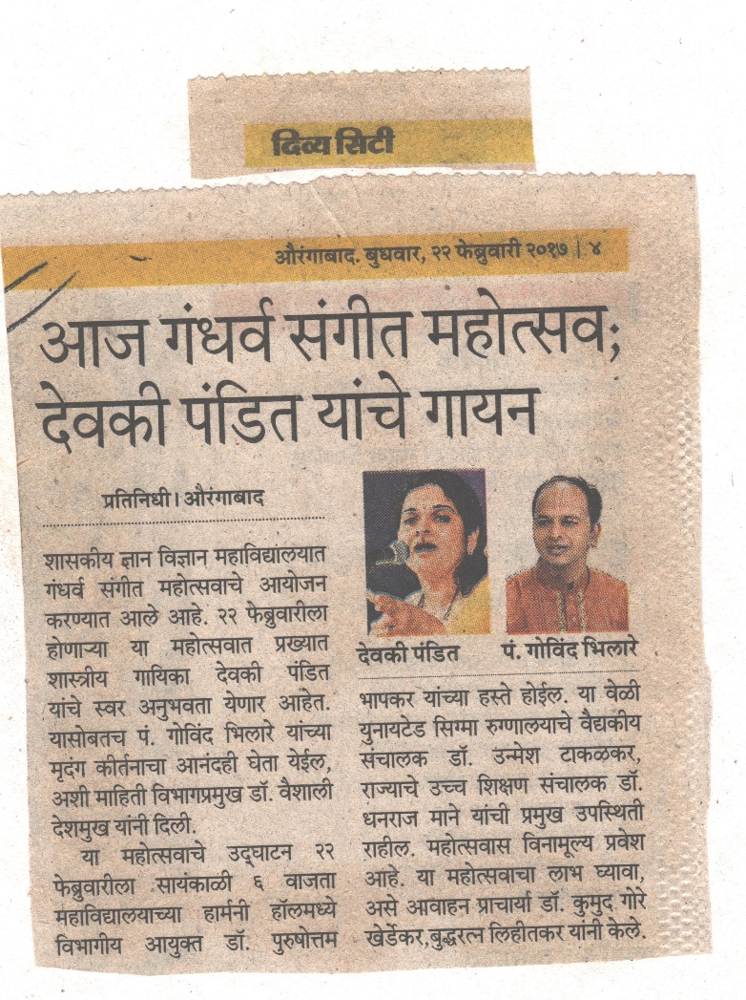 दिव्य सिटी
औरंगाबाद. बुधवार, २२ फेब्रुवारी २०१७ | ४
आज गंधर्व संगीत महोत्सव;
देवकी पंडित यांचे गायन
प्रतिनिधी । औरंगाबाद
शासकीय ज्ञान विज्ञान महाविद्यालयात
गंधर्व संगीत महोत्सवाचे आयोजन
करण्यात आले आहे. २२ फेब्रुवारीला
होणाऱ्या या महोत्सवात प्रख्यात
शास्त्रीय गायिका देवकी पंडित
यांचे स्वर अनुभवता येणार आहेत.
यासोबतच पं. गोविंद भिलारे यांच्या
मृदंग कीर्तनाचा आनंदही घेता येईल,
अशी माहिती विभागप्रमुख डॉ. वैशाली
देशमुख यांनी दिली.
या महोत्सवाचे उद्घाटन २२
फेब्रुवारीला सायंकाळी ६ वाजता
महाविद्यालयाच्या हार्मनी हॉलमध्ये
विभागीय आयुक्त डॉ. पुरुषोत्तम
देवकी पंडित
पं. गोविंद भिलारे
भापकर यांच्या हस्ते होईल. या वेळी
युनायटेड सिग्मा रुग्णालयाचे वैद्यकीय
संचालक डॉ. उन्मेश टाकळकर,
राज्याचे उच्च शिक्षण संचालक डॉ.
धनराज माने यांची प्रमुख उपस्थिती
राहील. महोत्सवास विनामूल्य प्रवेश
आहे. या महोत्सवाचा लाभ घ्यावा,
असे आवाहन प्राचार्या डॉ. कुमुद गोरे
खेर्डेकर,बुद्धरत्न लिहीतकर यांनी केले.